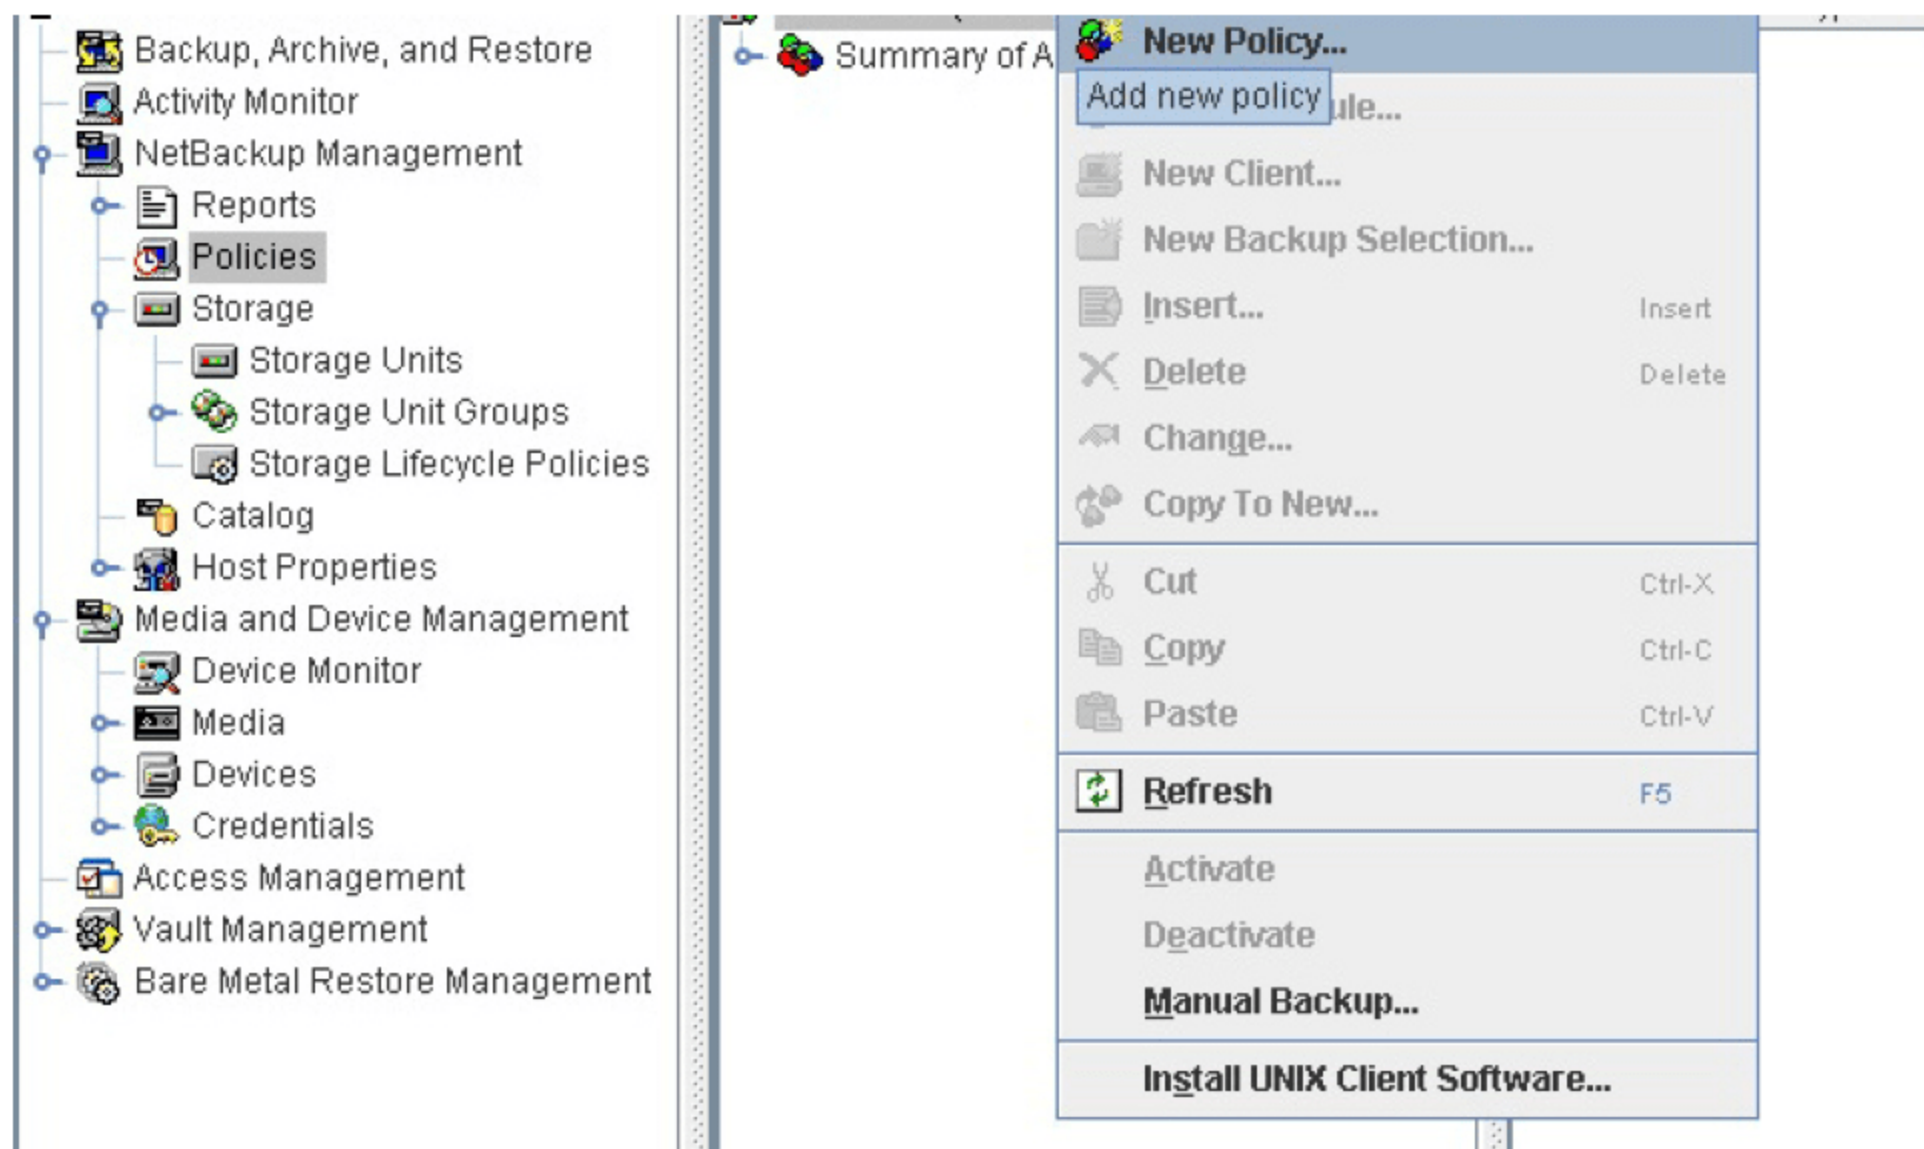 Backup, Archive, and Restore
Activity Monitor
NetBackup Management
Reports
Policies
Storage
Storage Units
Storage Unit Groups
Storage Lifecycle Policies
Catalog
Host Properties
Media and Device Management
Device Monitor
Media
Devices
Credentials
Access Management
Vault Management
Bare Metal Restore Management
Summary of A
New Policy...
Add new policy
ule...
New Client...
New Backup Selection...
Insert... Insert
Delete Delete
Change...
Copy To New...
Cut Ctrl-X
Copy Ctrl-C
Paste Ctrl-V
Refresh F5
Activate
Deactivate
Manual Backup...
Install UNIX Client Software...